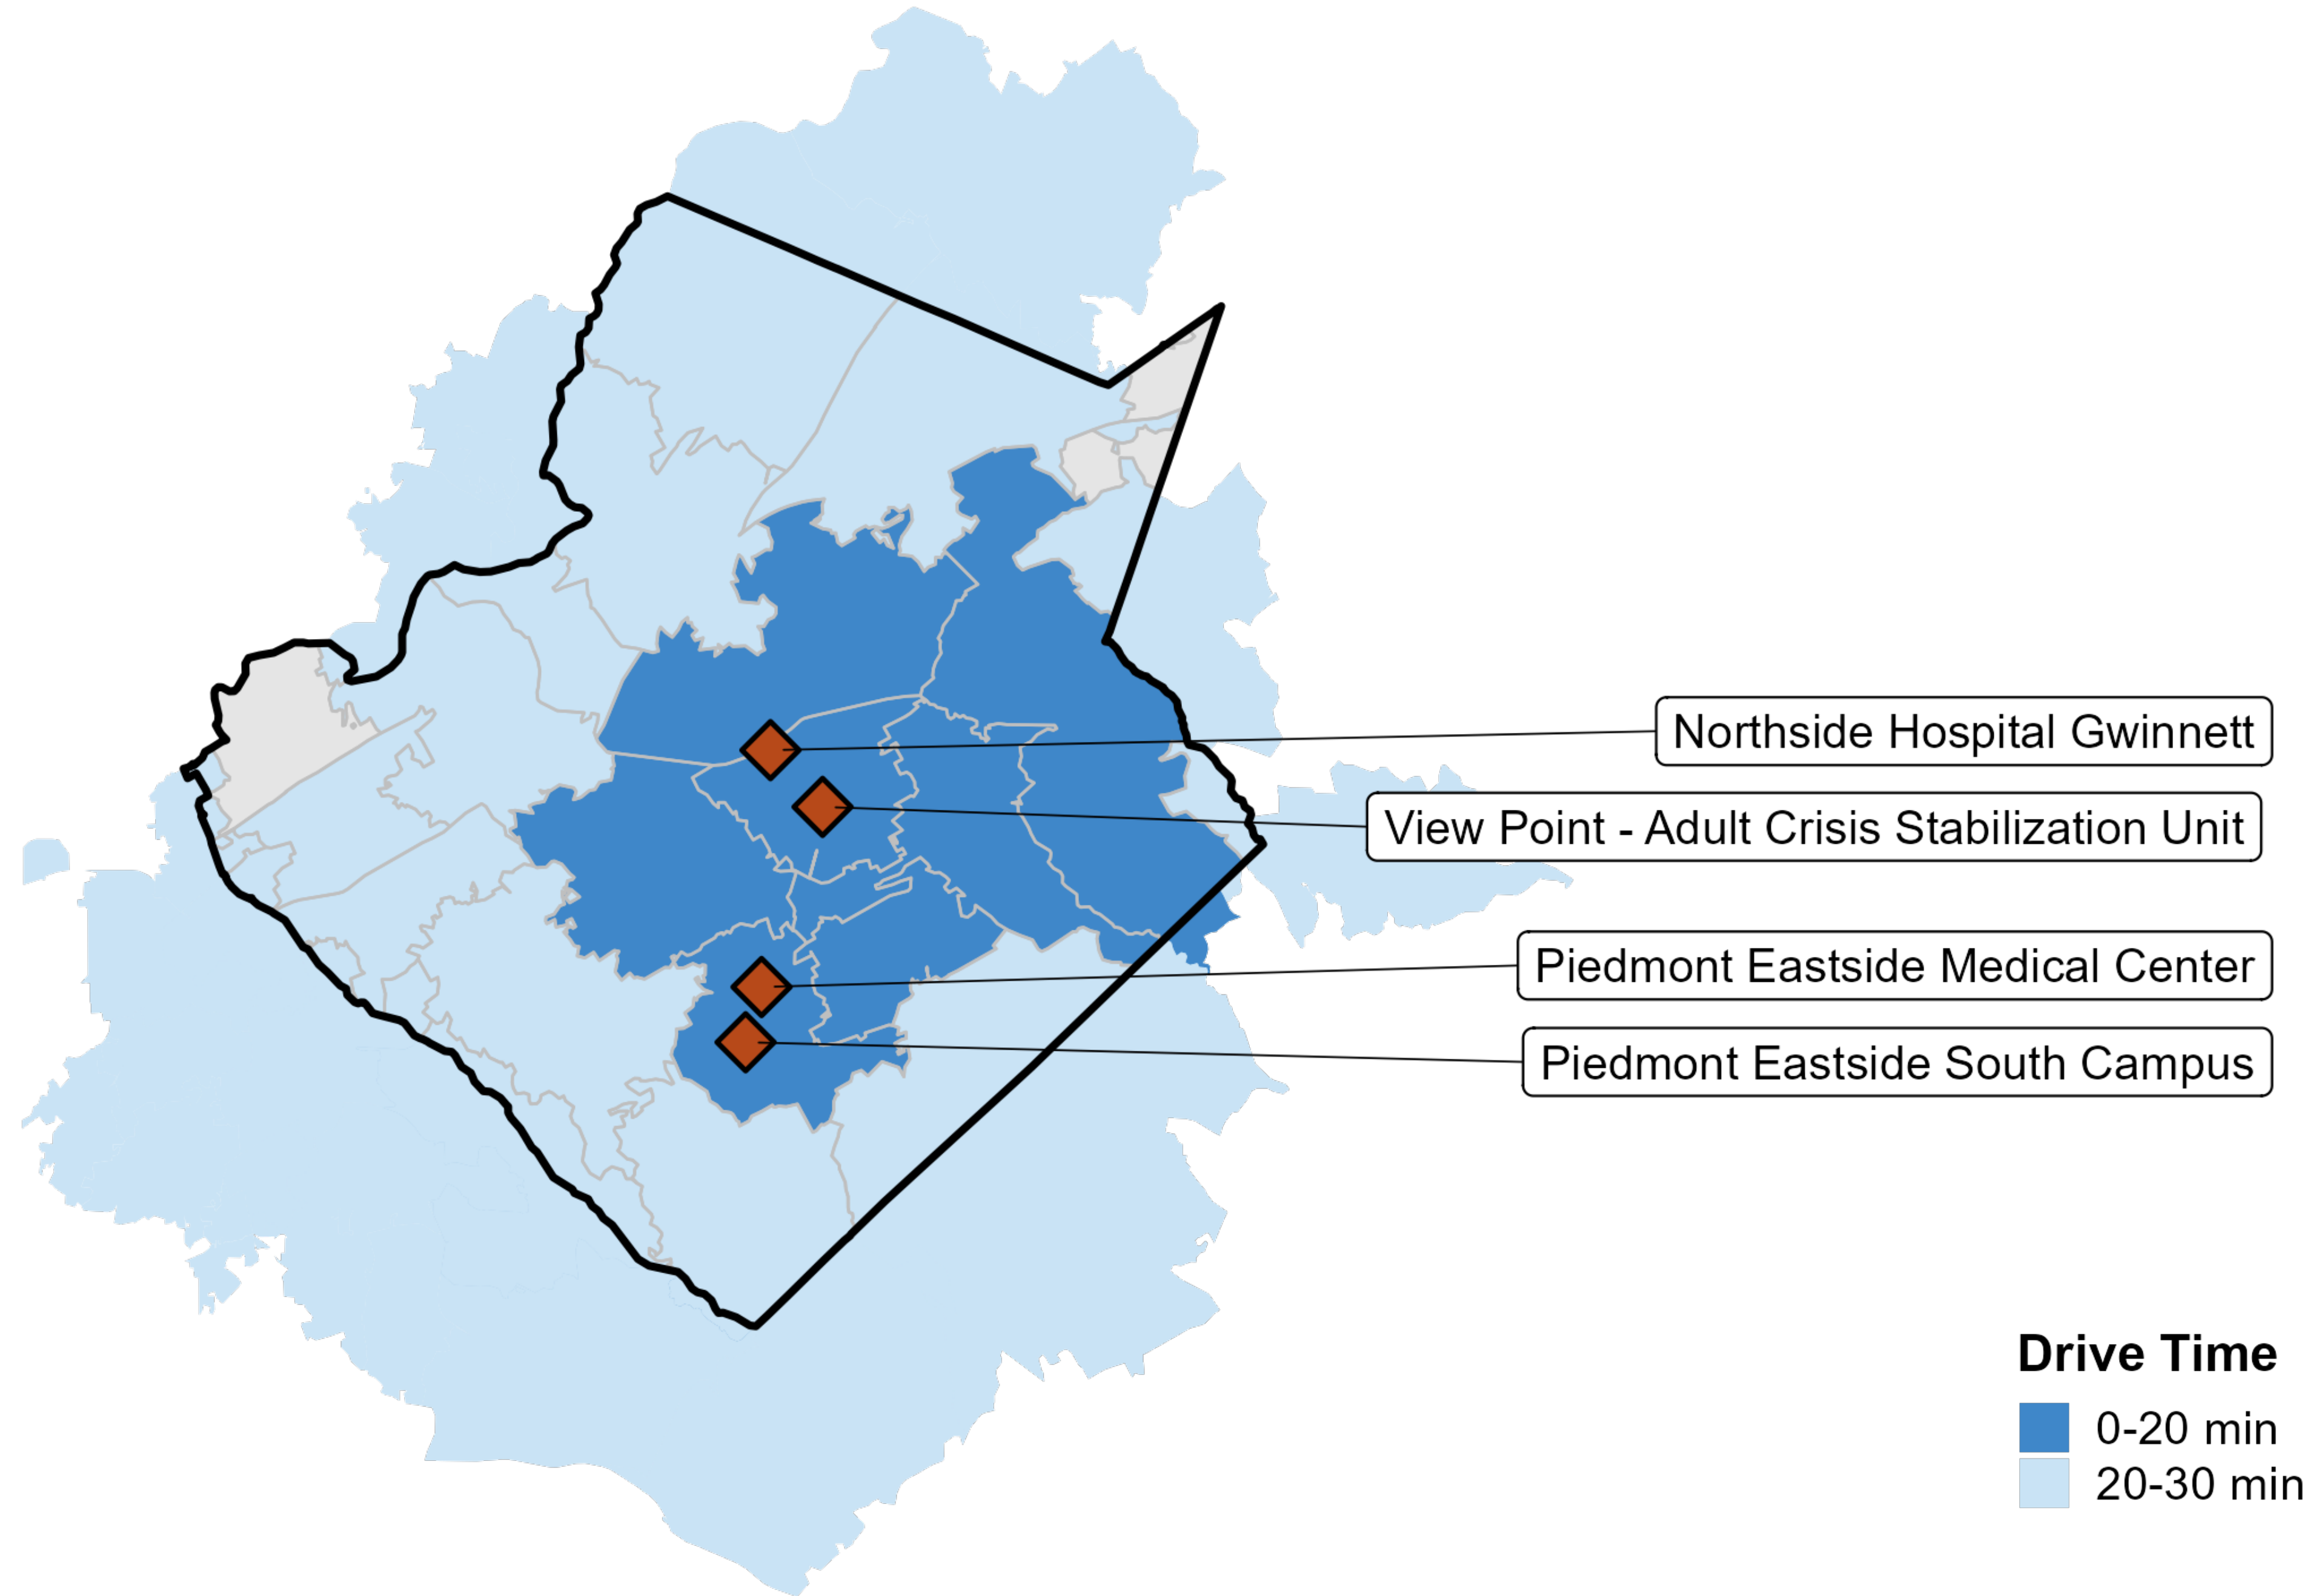 Northside Hospital Gwinnett
View Point - Adult Crisis Stabilization Unit
Piedmont Eastside Medical Center
Piedmont Eastside South Campus
Drive Time
0-20 min
20-30 min